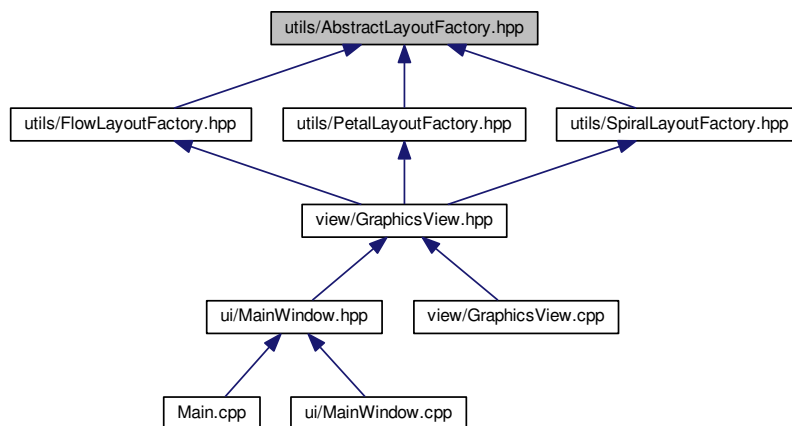 utils/AbstractLayoutFactory.hpp
utils/FlowLayoutFactory.hpp
utils/PetalLayoutFactory.hpp
utils/SpiralLayoutFactory.hpp
view/GraphicsView.hpp
ui/MainWindow.hpp
view/GraphicsView.cpp
Main.cpp
ui/MainWindow.cpp